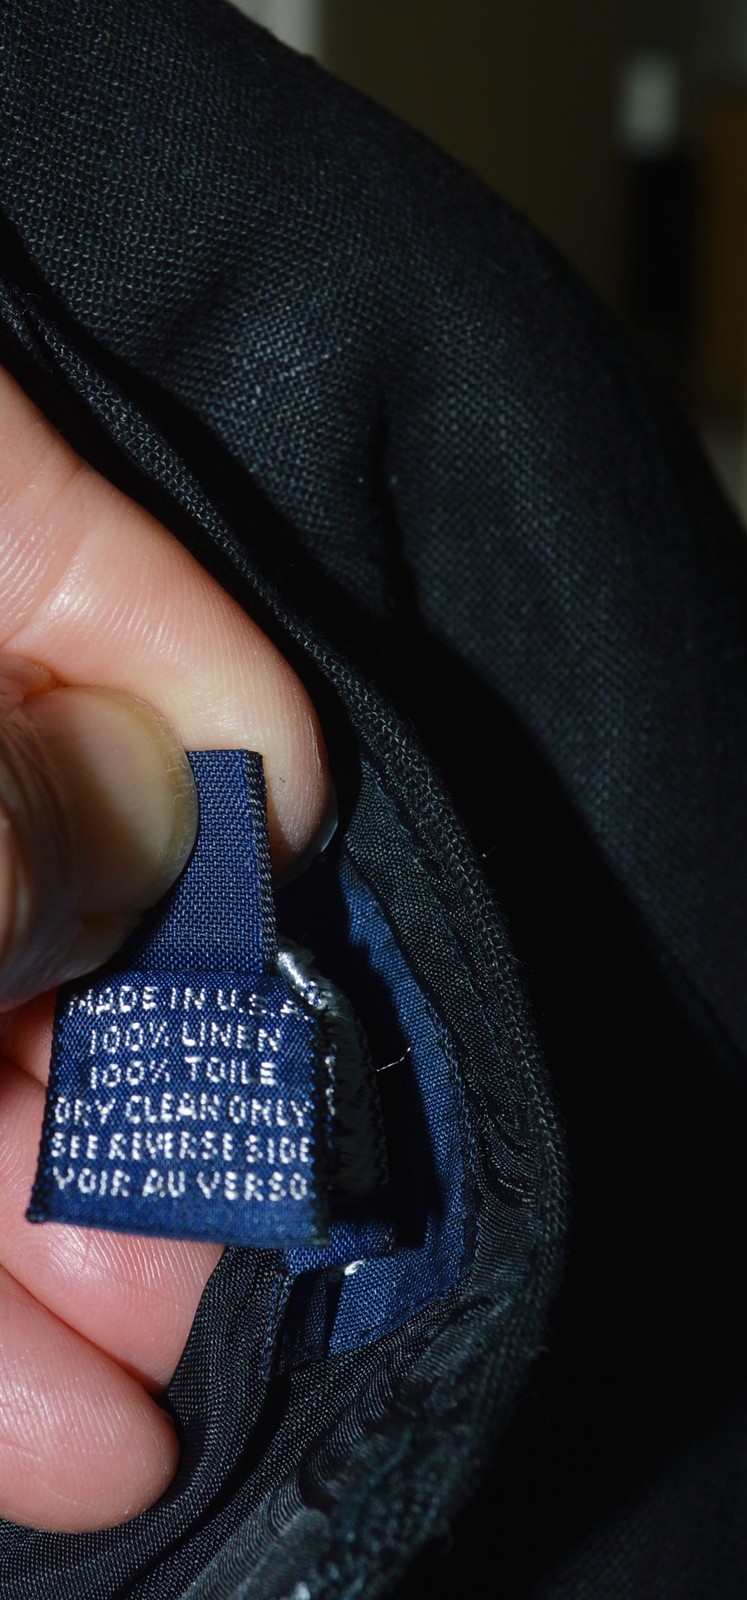 MADE IN U.S.A.
100% LINEN
100% TOILE
DRY CLEAN ONLY
SEE REVERSE SIDE
VOIR AU VERSO